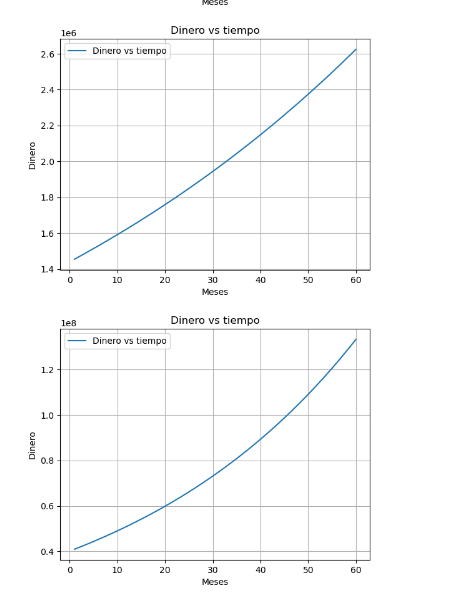 Meses
Dinero vs tiempo
1e6
Dinero vs tiempo
2.6
2.4
2.2
2.0
1.8
1.6
1.4
Dinero
0 10 20 30 40 50 60
Meses
Dinero vs tiempo
1e8
Dinero vs tiempo
1.2
1.0
0.8
0.6
0.4
Dinero
0 10 20 30 40 50 60
Meses